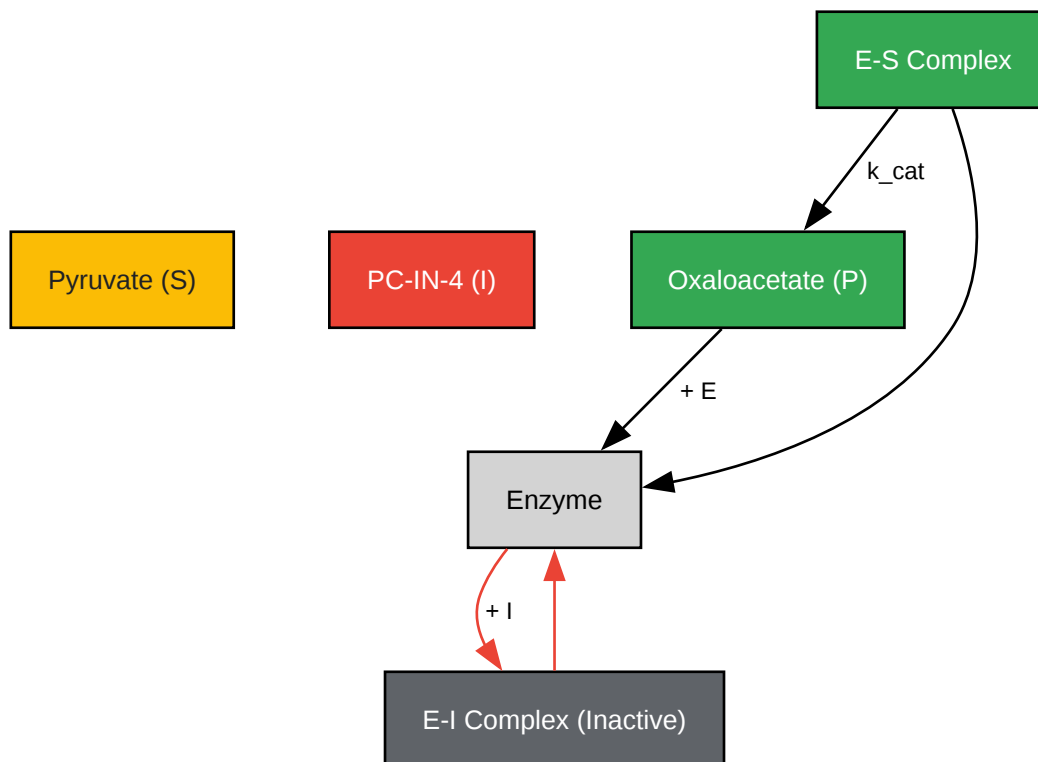 E-S Complex
k_cat
Pyruvate (S)
PC-IN-4 (I)
Oxaloacetate (P)
+ E
Enzyme
+ I
E-I Complex (Inactive)